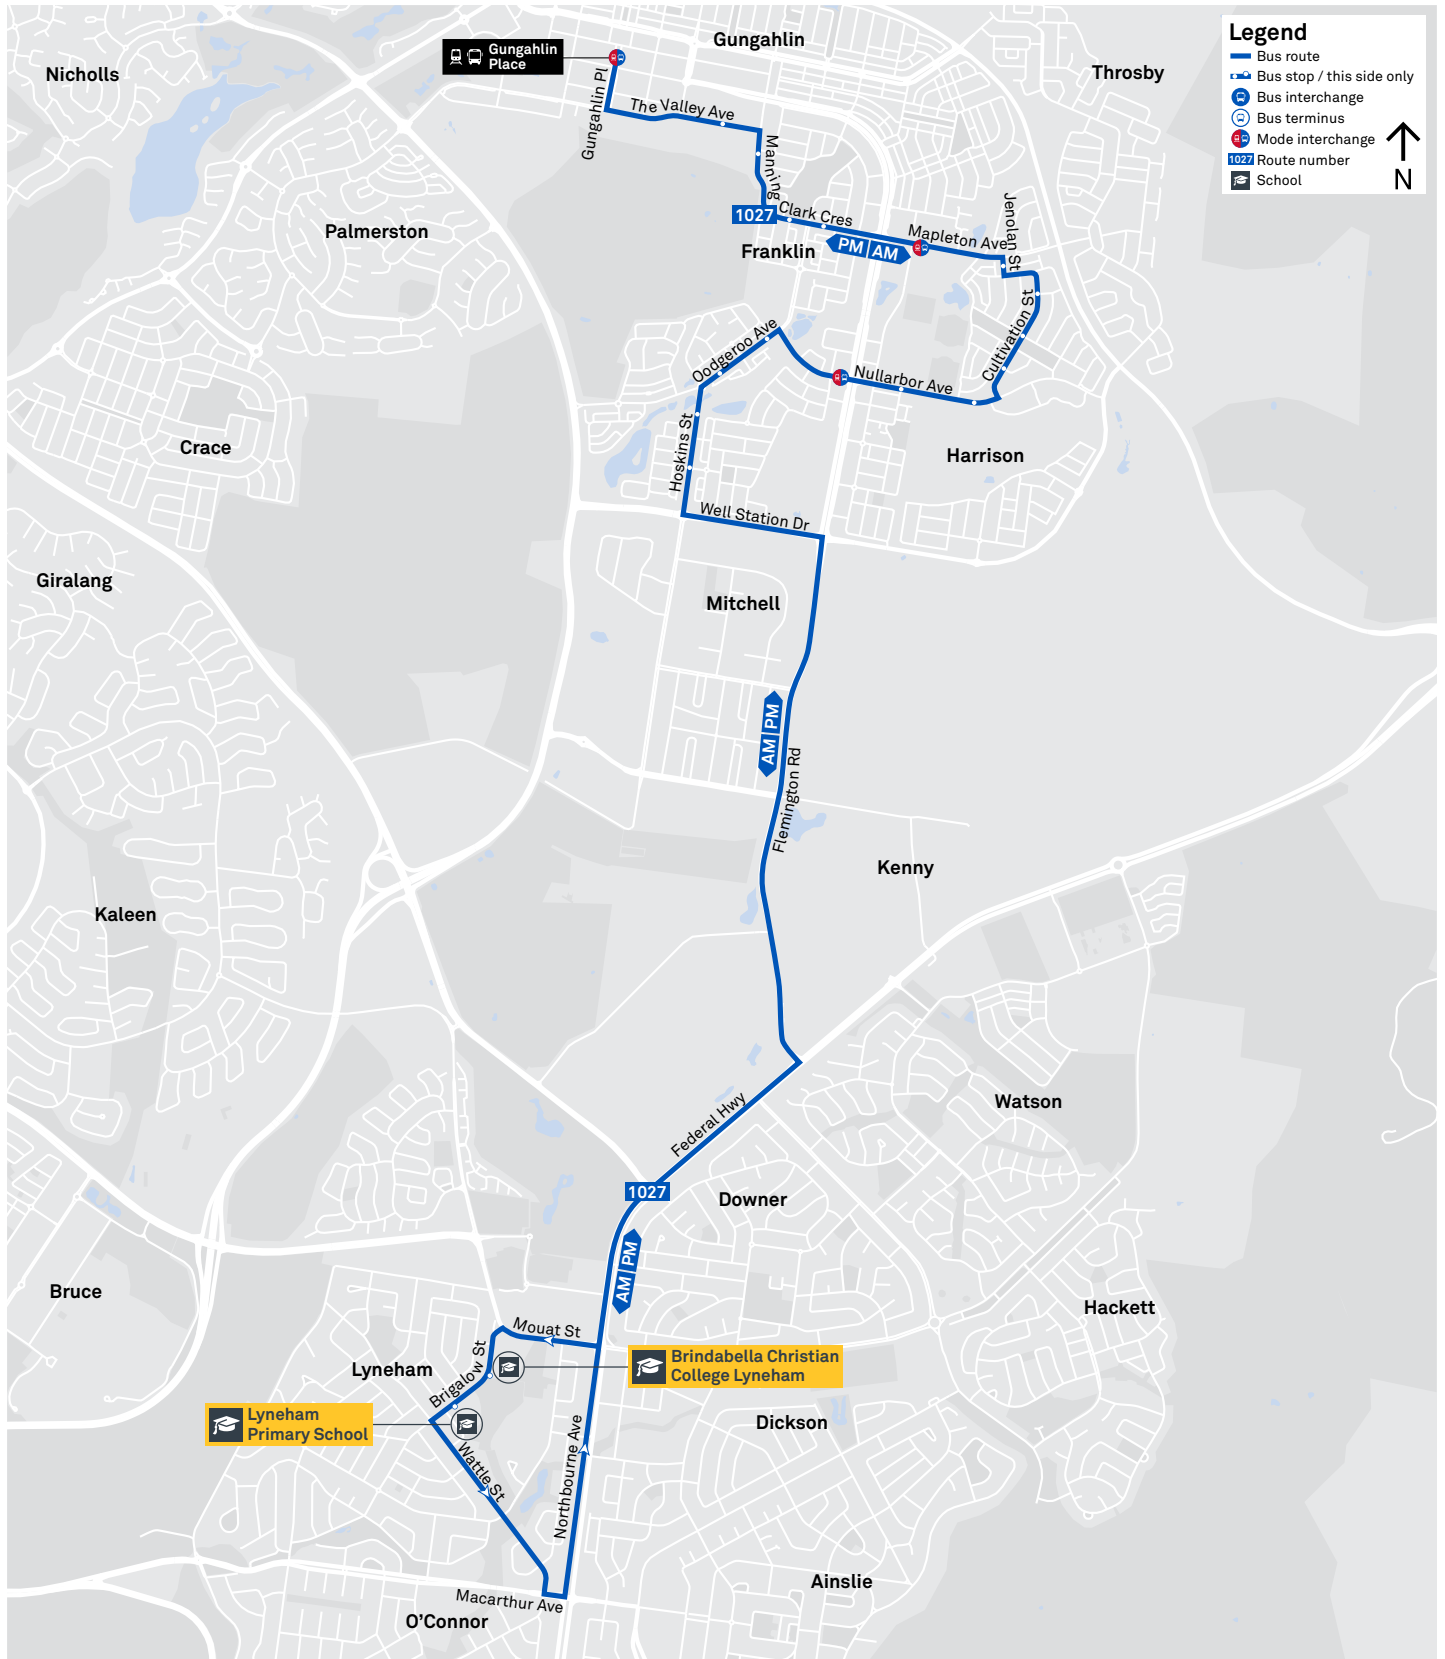 Legend
Bus route
Bus stop / this side only
Bus interchange
Bus terminus
Mode interchange
1027 Route number
School
N
Gungahlin
Place
Gungahlin
Nicholls
Throsby
Gungahlin Pl
The Valley Ave
Manning
Clark Cres
1027
Jenolan St
Mapleton Ave
Palmerston
Franklin
PM AM
Cultivation St
Oodgeroo Ave
Nullarbor Ave
Hoskins St
Crace
Harrison
Well Station Dr
Giralang
Mitchell
AM PM
Flemington Rd
Kenny
Kaleen
Federal Hwy
Watson
1027
Downer
AM PM
Bruce
Hackett
Mouat St
Brigalow St
Lyneham
Brindabella Christian
College Lyneham
Lyneham
Primary School
Dickson
Wattle St
Northbourne Ave
Ainslie
Macarthur Ave
O'Connor